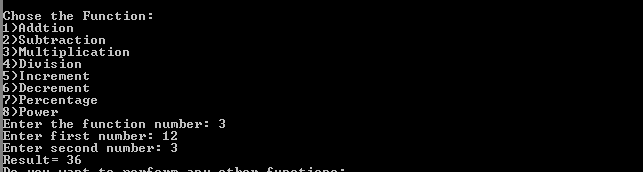 Chose the Function:
1)Addtion
2)Subtraction
3)Multiplication
4)Division
5)Increment
6)Decrement
7)Percentage
8)Power
Enter the function number: 3
Enter first number: 12
Enter second number: 3
Result= 36
Do you want to perform any other functions: